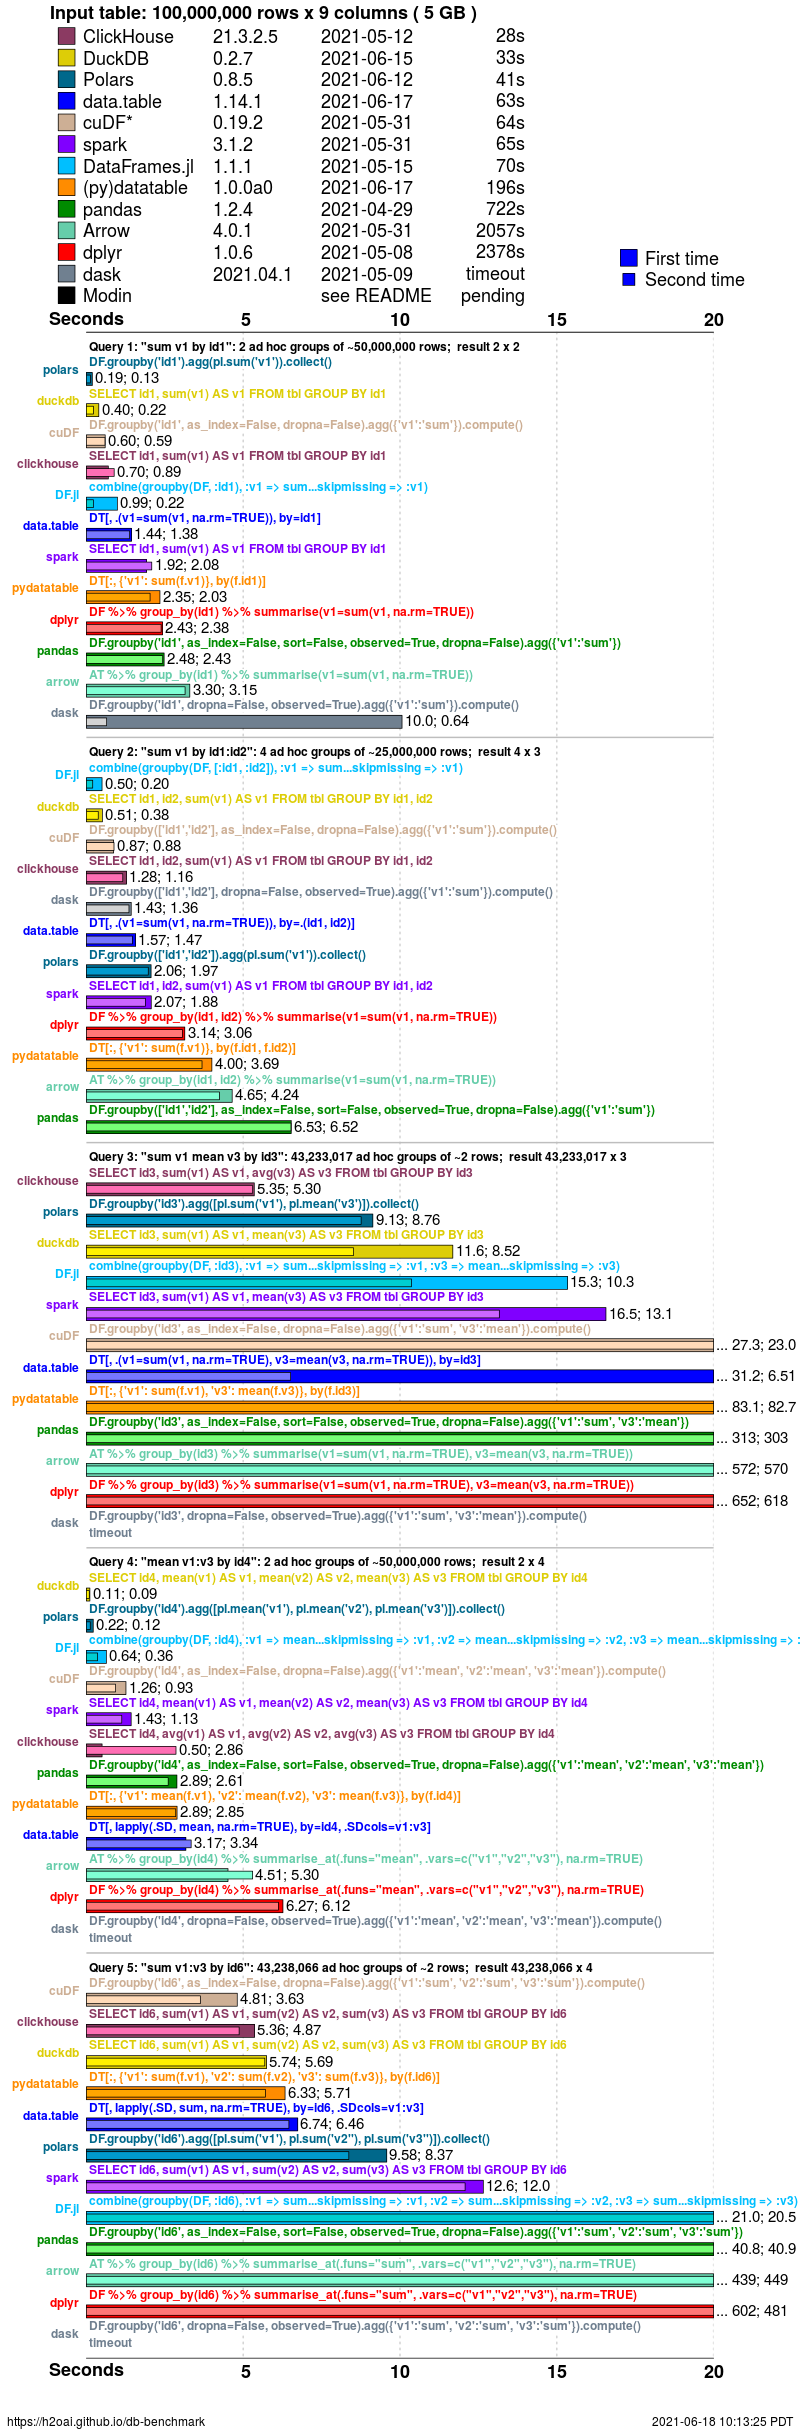 Input table: 100,000,000 rows x 9 columns ( 5 GB )
ClickHouse 21.3.2.5 2021-05-12 28s
DuckDB 0.2.7 2021-06-15 33s
Polars 0.8.5 2021-06-12 41s
data.table 1.14.1 2021-06-17 63s
cuDF* 0.19.2 2021-05-31 64s
spark 3.1.2 2021-05-31 65s
DataFrames.jl 1.1.1 2021-05-15 70s
(py)datatable 1.0.0a0 2021-06-17 196s
pandas 1.2.4 2021-04-29 722s
Arrow 4.0.1 2021-05-31 2057s
dplyr 1.0.6 2021-05-08 2378s
dask 2021.04.1 2021-05-09 timeout
Modin see README pending
First time
Second time
Seconds 5 10 15 20
Query 1: "sum v1 by id1": 2 ad hoc groups of ~50,000,000 rows; result 2 x 2
DF.groupby('id1').agg(pl.sum('v1')).collect()
polars 0.19; 0.13
SELECT id1, sum(v1) AS v1 FROM tbl GROUP BY id1
duckdb 0.40; 0.22
DF.groupby('id1', as_index=False, dropna=False).agg({'v1':'sum'}).compute()
cuDF 0.60; 0.59
SELECT id1, sum(v1) AS v1 FROM tbl GROUP BY id1
clickhouse 0.70; 0.89
combine(groupby(DF, :id1), :v1 => sum...skipmissing => :v1)
DF.jl 0.99; 0.22
DT[, .(v1=sum(v1, na.rm=TRUE)), by=id1]
data.table 1.44; 1.38
SELECT id1, sum(v1) AS v1 FROM tbl GROUP BY id1
spark 1.92; 2.08
DT[:, {'v1': sum(f.v1)}, by(f.id1)]
pydatatable 2.35; 2.03
DF %>% group_by(id1) %>% summarise(v1=sum(v1, na.rm=TRUE))
dplyr 2.43; 2.38
DF.groupby('id1', as_index=False, sort=False, observed=True, dropna=False).agg({'v1':'sum'})
pandas 2.48; 2.43
AT %>% group_by(id1) %>% summarise(v1=sum(v1, na.rm=TRUE))
arrow 3.30; 3.15
DF.groupby('id1', dropna=False, observed=True).agg({'v1':'sum'}).compute()
dask 10.0; 0.64
Query 2: "sum v1 by id1:id2": 4 ad hoc groups of ~25,000,000 rows; result 4 x 3
combine(groupby(DF, [:id1, :id2]), :v1 => sum...skipmissing => :v1)
DF.jl 0.50; 0.20
SELECT id1, id2, sum(v1) AS v1 FROM tbl GROUP BY id1, id2
duckdb 0.51; 0.38
DF.groupby(['id1','id2'], as_index=False, dropna=False).agg({'v1':'sum'}).compute()
cuDF 0.87; 0.88
SELECT id1, id2, sum(v1) AS v1 FROM tbl GROUP BY id1, id2
clickhouse 1.28; 1.16
DF.groupby(['id1','id2'], dropna=False, observed=True).agg({'v1':'sum'}).compute()
dask 1.43; 1.36
DT[, .(v1=sum(v1, na.rm=TRUE)), by=.(id1, id2)]
data.table 1.57; 1.47
DF.groupby(['id1','id2']).agg(pl.sum('v1')).collect()
polars 2.06; 1.97
SELECT id1, id2, sum(v1) AS v1 FROM tbl GROUP BY id1, id2
spark 2.07; 1.88
DF %>% group_by(id1, id2) %>% summarise(v1=sum(v1, na.rm=TRUE))
dplyr 3.14; 3.06
DT[:, {'v1': sum(f.v1)}, by(f.id1, f.id2)]
pydatatable 4.00; 3.69
AT %>% group_by(id1, id2) %>% summarise(v1=sum(v1, na.rm=TRUE))
arrow 4.65; 4.24
DF.groupby(['id1','id2'], as_index=False, sort=False, observed=True, dropna=False).agg({'v1':'sum'})
pandas 6.53; 6.52
Query 3: "sum v1 mean v3 by id3": 43,233,017 ad hoc groups of ~2 rows; result 43,233,017 x 3
SELECT id3, sum(v1) AS v1, avg(v3) AS v3 FROM tbl GROUP BY id3
clickhouse 5.35; 5.30
DF.groupby('id3').agg([pl.sum('v1'), pl.mean('v3')]).collect()
polars 9.13; 8.76
SELECT id3, sum(v1) AS v1, mean(v3) AS v3 FROM tbl GROUP BY id3
duckdb 11.6; 8.52
combine(groupby(DF, :id3), :v1 => sum...skipmissing => :v1, :v3 => mean...skipmissing => :v3)
DF.jl 15.3; 10.3
SELECT id3, sum(v1) AS v1, mean(v3) AS v3 FROM tbl GROUP BY id3
spark 16.5; 13.1
DF.groupby('id3', as_index=False, dropna=False).agg({'v1':'sum', 'v3':'mean'}).compute()
cuDF ... 27.3; 23.0
DT[, .(v1=sum(v1, na.rm=TRUE), v3=mean(v3, na.rm=TRUE)), by=id3]
data.table ... 31.2; 6.51
DT[:, {'v1': sum(f.v1), 'v3': mean(f.v3)}, by(f.id3)]
pydatatable ... 83.1; 82.7
DF.groupby('id3', as_index=False, sort=False, observed=True, dropna=False).agg({'v1':'sum', 'v3':'mean'})
pandas ... 313; 303
AT %>% group_by(id3) %>% summarise(v1=sum(v1, na.rm=TRUE), v3=mean(v3, na.rm=TRUE))
arrow ... 572; 570
DF %>% group_by(id3) %>% summarise(v1=sum(v1, na.rm=TRUE), v3=mean(v3, na.rm=TRUE))
dplyr ... 652; 618
DF.groupby('id3', dropna=False, observed=True).agg({'v1':'sum', 'v3':'mean'}).compute()
dask timeout
Query 4: "mean v1:v3 by id4": 2 ad hoc groups of ~50,000,000 rows; result 2 x 4
SELECT id4, mean(v1) AS v1, mean(v2) AS v2, mean(v3) AS v3 FROM tbl GROUP BY id4
duckdb 0.11; 0.09
DF.groupby('id4').agg([pl.mean('v1'), pl.mean('v2'), pl.mean('v3')]).collect()
polars 0.22; 0.12
combine(groupby(DF, :id4), :v1 => mean...skipmissing => :v1, :v2 => mean...skipmissing => :v2, :v3 => mean...skipmissing => :
DF.jl 0.64; 0.36
DF.groupby('id4', as_index=False, dropna=False).agg({'v1':'mean', 'v2':'mean', 'v3':'mean'}).compute()
cuDF 1.26; 0.93
SELECT id4, mean(v1) AS v1, mean(v2) AS v2, mean(v3) AS v3 FROM tbl GROUP BY id4
spark 1.43; 1.13
SELECT id4, avg(v1) AS v1, avg(v2) AS v2, avg(v3) AS v3 FROM tbl GROUP BY id4
clickhouse 0.50; 2.86
DF.groupby('id4', as_index=False, sort=False, observed=True, dropna=False).agg({'v1':'mean', 'v2':'mean', 'v3':'mean'})
pandas 2.89; 2.61
DT[:, {'v1': mean(f.v1), 'v2': mean(f.v2), 'v3': mean(f.v3)}, by(f.id4)]
pydatatable 2.89; 2.85
DT[, lapply(.SD, mean, na.rm=TRUE), by=id4, .SDcols=v1:v3]
data.table 3.17; 3.34
AT %>% group_by(id4) %>% summarise_at(.funs="mean", .vars=c("v1","v2","v3"), na.rm=TRUE)
arrow 4.51; 5.30
DF %>% group_by(id4) %>% summarise_at(.funs="mean", .vars=c("v1","v2","v3"), na.rm=TRUE)
dplyr 6.27; 6.12
DF.groupby('id4', dropna=False, observed=True).agg({'v1':'mean', 'v2':'mean', 'v3':'mean'}).compute()
dask timeout
Query 5: "sum v1:v3 by id6": 43,238,066 ad hoc groups of ~2 rows; result 43,238,066 x 4
DF.groupby('id6', as_index=False, dropna=False).agg({'v1':'sum', 'v2':'sum', 'v3':'sum'}).compute()
cuDF 4.81; 3.63
SELECT id6, sum(v1) AS v1, sum(v2) AS v2, sum(v3) AS v3 FROM tbl GROUP BY id6
clickhouse 5.36; 4.87
SELECT id6, sum(v1) AS v1, sum(v2) AS v2, sum(v3) AS v3 FROM tbl GROUP BY id6
duckdb 5.74; 5.69
DT[:, {'v1': sum(f.v1), 'v2': sum(f.v2), 'v3': sum(f.v3)}, by(f.id6)]
pydatatable 6.33; 5.71
DT[, lapply(.SD, sum, na.rm=TRUE), by=id6, .SDcols=v1:v3]
data.table 6.74; 6.46
DF.groupby('id6').agg([pl.sum('v1'), pl.sum('v2''), pl.sum('v3'')]).collect()
polars 9.58; 8.37
SELECT id6, sum(v1) AS v1, sum(v2) AS v2, sum(v3) AS v3 FROM tbl GROUP BY id6
spark 12.6; 12.0
combine(groupby(DF, :id6), :v1 => sum...skipmissing => :v1, :v2 => sum...skipmissing => :v2, :v3 => sum...skipmissing => :v3)
DF.jl ... 21.0; 20.5
DF.groupby('id6', as_index=False, sort=False, observed=True, dropna=False).agg({'v1':'sum', 'v2':'sum', 'v3':'sum'})
pandas ... 40.8; 40.9
AT %>% group_by(id6) %>% summarise_at(.funs="sum", .vars=c("v1","v2","v3"), na.rm=TRUE)
arrow ... 439; 449
DF %>% group_by(id6) %>% summarise_at(.funs="sum", .vars=c("v1","v2","v3"), na.rm=TRUE)
dplyr ... 602; 481
DF.groupby('id6', dropna=False, observed=True).agg({'v1':'sum', 'v2':'sum', 'v3':'sum'}).compute()
dask timeout
Seconds 5 10 15 20
https://h2oai.github.io/db-benchmark 2021-06-18 10:13:25 PDT